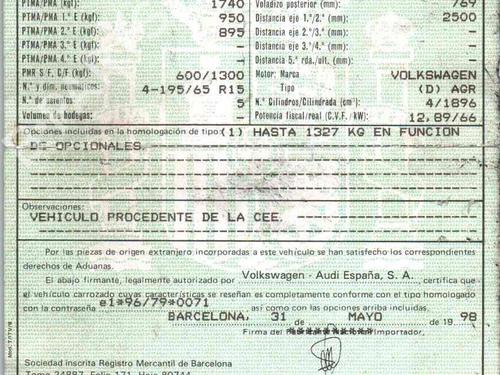 PTMA/PMA (kgf): 1740 Voladizo posterior (mm): 769
PTMA/PMA 1.ᵉ E (kgf): 950 Distancia eje 1.º/2.º (mm): 2500
PTMA/PMA 2.º E (kgf): 895 Distancia eje 2.º/3.º (mm): —
PTMA/PMA 3.º E (kgf): — Distancia eje 3.º/4.º (mm): —
PTMA/PMA 4.º E (kgf): — Distancia 5.ª rda./ult. (mm): —
PMR S.F, C/F (kgf): 600/1300 Motor: Marca VOLKSWAGEN
N.º y dim. neumáticos: 4-195/65 R15 Tipo (D) AGR
N.º de asientos 5 N.º Cilindros/Cilindrada (cm³): 4/1896
Volumen de bodegas: — Potencia fiscal/real (C.V.F./kW): 12,89/66
Opciones incluidas en la homologación de tipo: (1) HASTA 1327 KG EN FUNCION
DE OPCIONALES
Observaciones:
VEHICULO PROCEDENTE DE LA CEE.
Por las piezas de origen extranjero incorporadas a este vehículo se han satisfecho los correspondientes
derechos de Aduanas.
El abajo firmante, legalmente autorizado por Volkswagen - Audi España, S. A., certifica que
el vehículo carrozado cuyas características se reseñan es completamente conforme con el tipo homologado
con la contraseña e1*96/79*0071 así como con las opciones arriba incluidas.
BARCELONA, 31 de MAYO de 19 98
Firma del Importador,
Sociedad inscrita Registro Mercantil de Barcelona
Tomo 24887, Folio 171, Hoja 80744